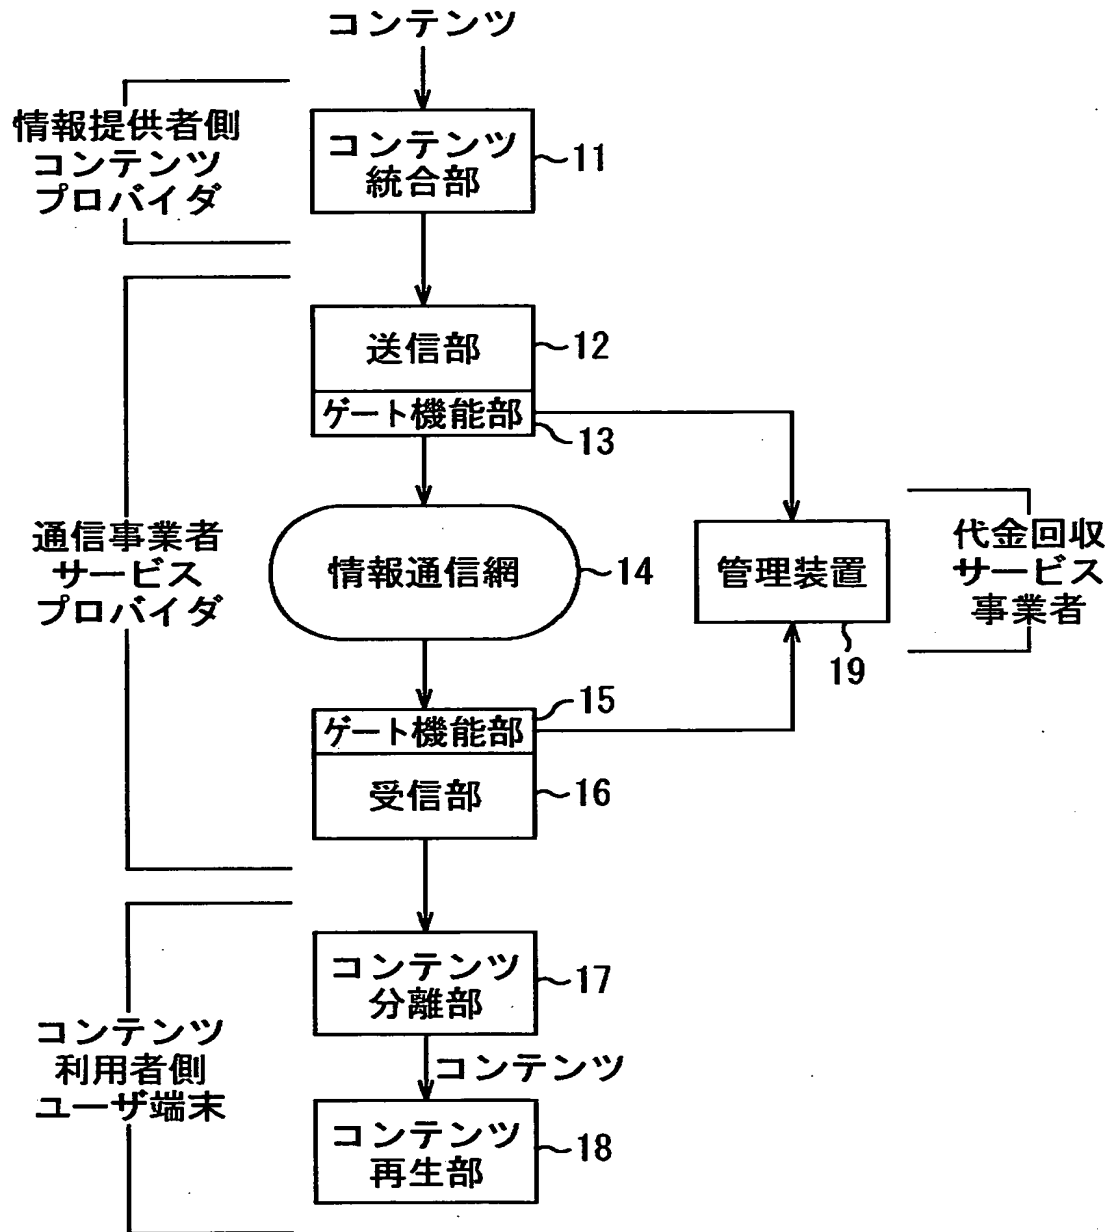 コンテンツ
情報提供者側
コンテンツ
プロバイダ
コンテンツ
統合部
11
送信部
12
ゲート機能部
13
通信事業者
サービス
プロバイダ
情報通信網
14
管理装置
19
代金回収
サービス
事業者
15
ゲート機能部
受信部
16
コンテンツ
分離部
17
コンテンツ
利用者側
ユーザ端末
コンテンツ
コンテンツ
再生部
18